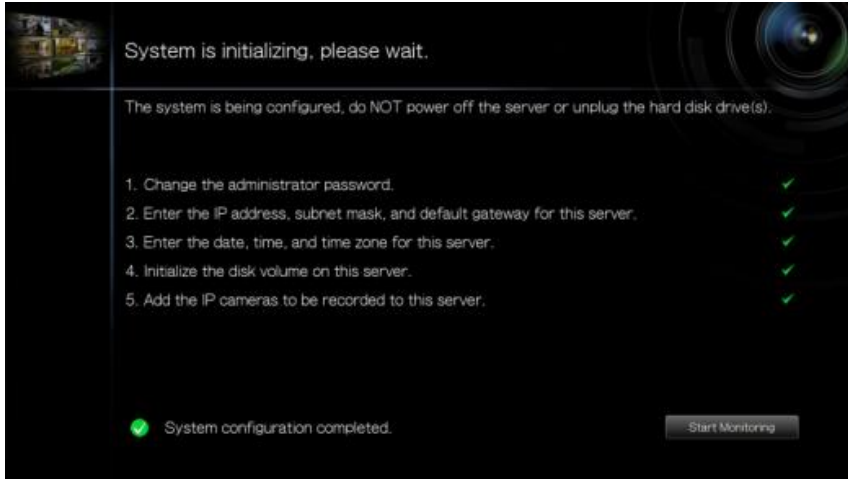 System is initializing, please wait.
The system is being configured, do NOT power off the server or unplug the hard disk drive(s).
1. Change the administrator password.
2. Enter the IP address, subnet mask, and default gateway for this server.
3. Enter the date, time, and time zone for this server.
4. Initialize the disk volume on this server.
5. Add the IP cameras to be recorded to this server.
System configuration completed.
Start Monitoring